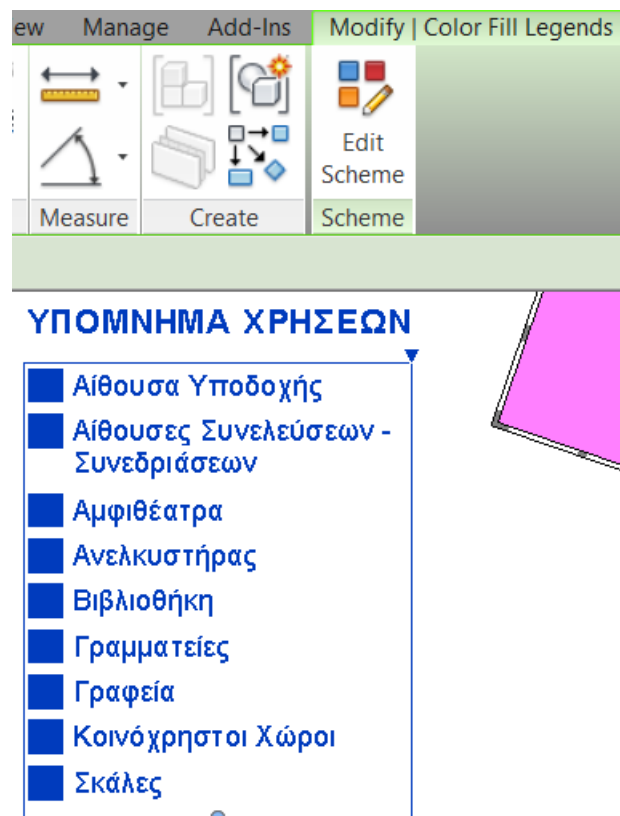 ew Manage Add-Ins Modify | Color Fill Legends
Edit
Scheme
Measure Create Scheme
ΥΠΟΜΝΗΜΑ ΧΡΗΣΕΩΝ
Αίθουσα Υποδοχής
Αίθουσες Συνελεύσεων -
Συνεδριάσεων
Αμφιθέατρα
Ανελκυστήρας
Βιβλιοθήκη
Γραμματείες
Γραφεία
Κοινόχρηστοι Χώροι
Σκάλες